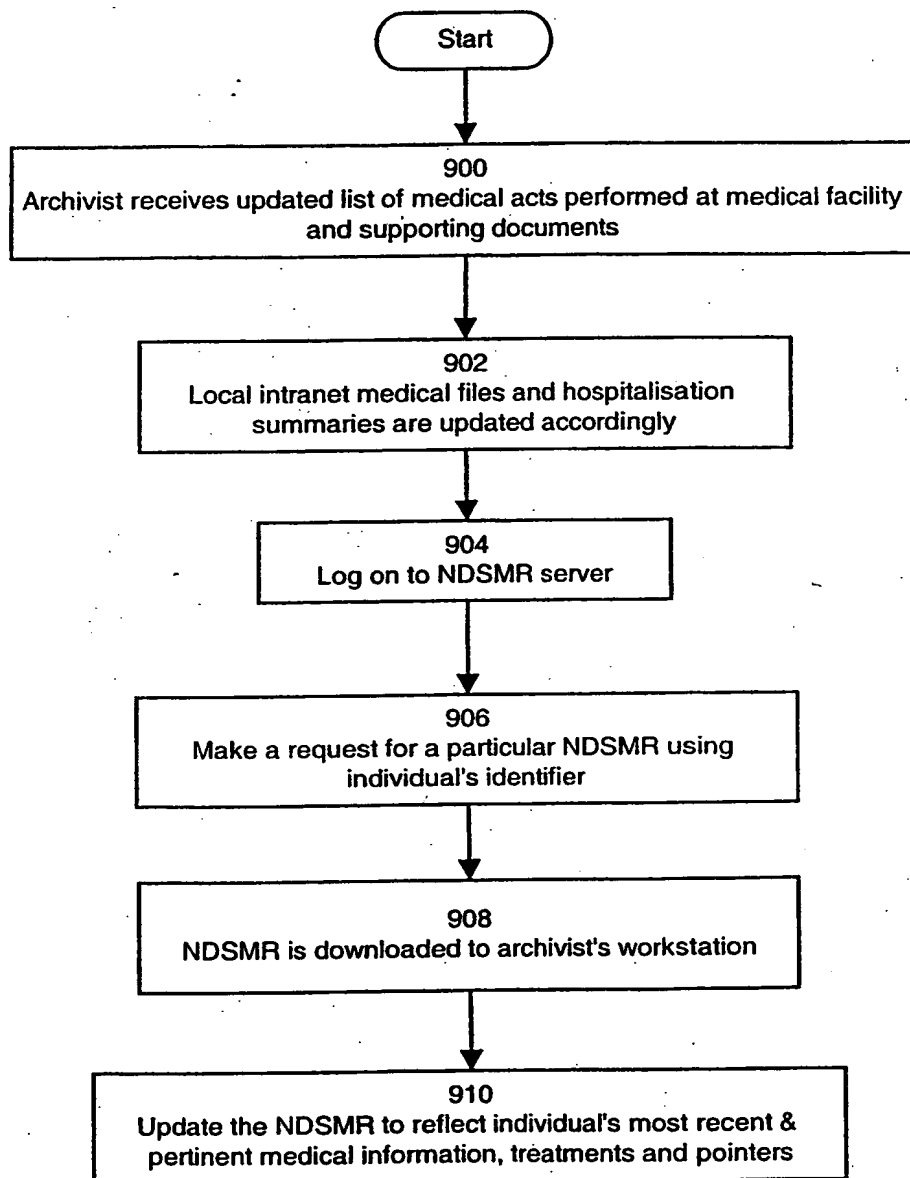 Start
900
Archivist receives updated list of medical acts performed at medical facility
and supporting documents
902
Local intranet medical files and hospitalisation
summaries are updated accordingly
904
Log on to NDSMR server
906
Make a request for a particular NDSMR using
individual's identifier
908
NDSMR is downloaded to archivist's workstation
910
Update the NDSMR to reflect individual's most recent &
pertinent medical information, treatments and pointers